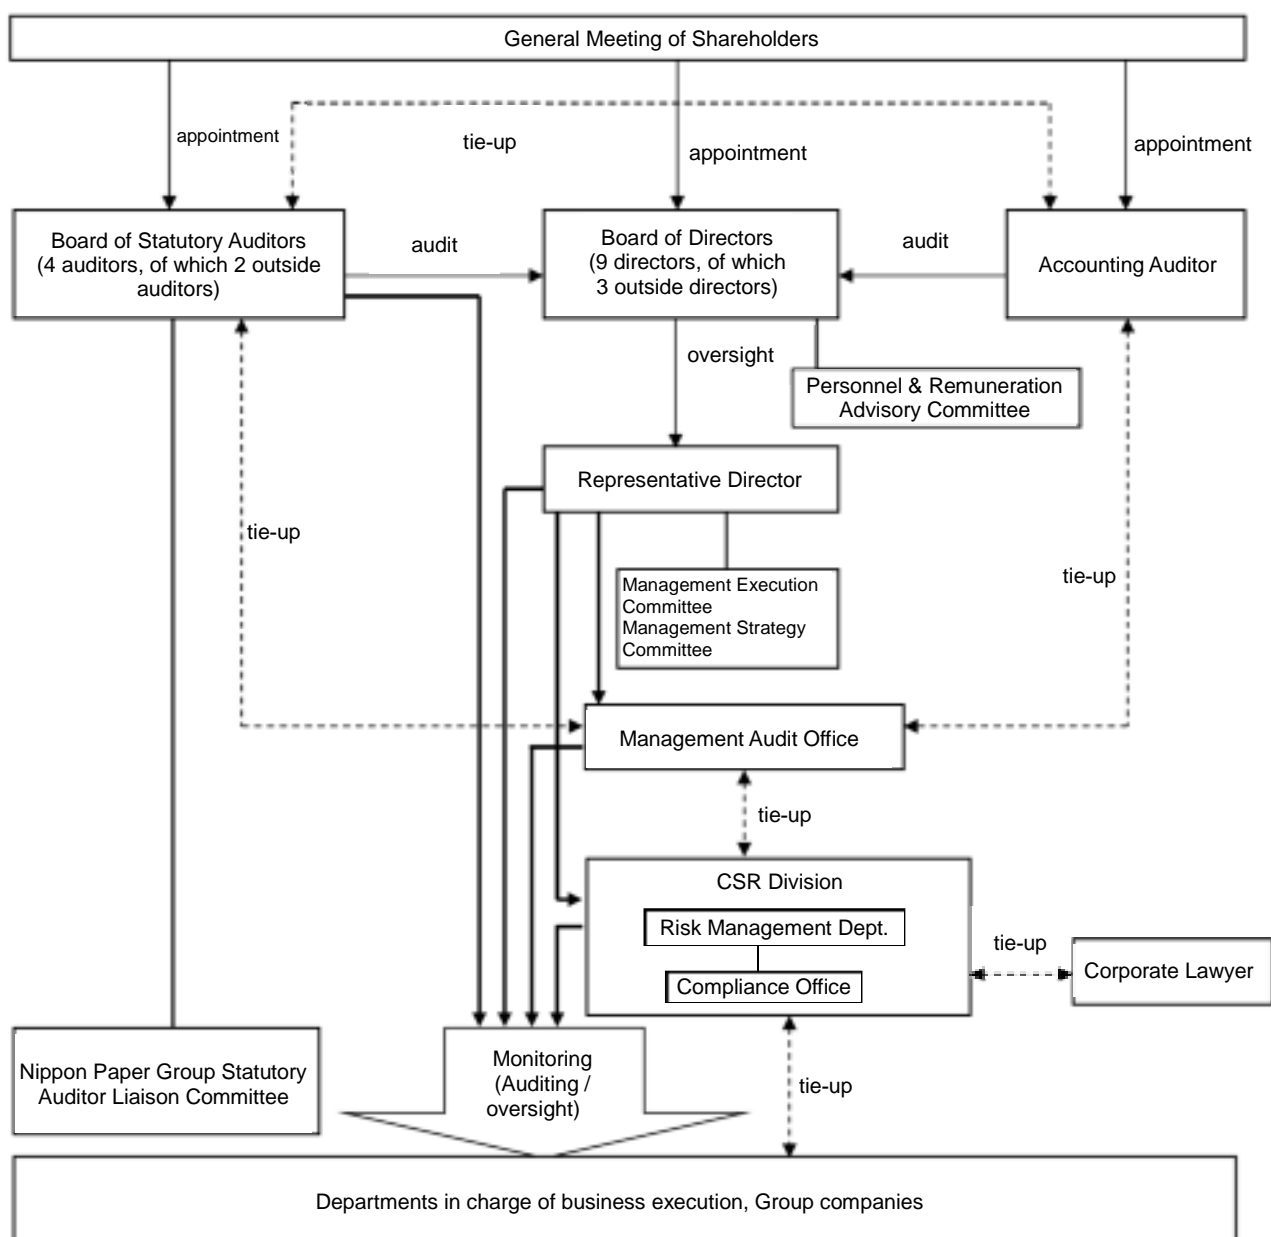 General Meeting of Shareholders
appointment
tie-up
appointment
appointment
Board of Statutory Auditors
(4 auditors, of which 2 outside
auditors)
audit
Board of Directors
(9 directors, of which
3 outside directors)
audit
Accounting Auditor
oversight
Personnel & Remuneration
Advisory Committee
Representative Director
tie-up
Management Execution
Committee
Management Strategy
Committee
tie-up
Management Audit Office
tie-up
CSR Division
Risk Management Dept.
Compliance Office
tie-up
Corporate Lawyer
Nippon Paper Group Statutory
Auditor Liaison Committee
Monitoring
(Auditing /
oversight)
tie-up
Departments in charge of business execution, Group companies